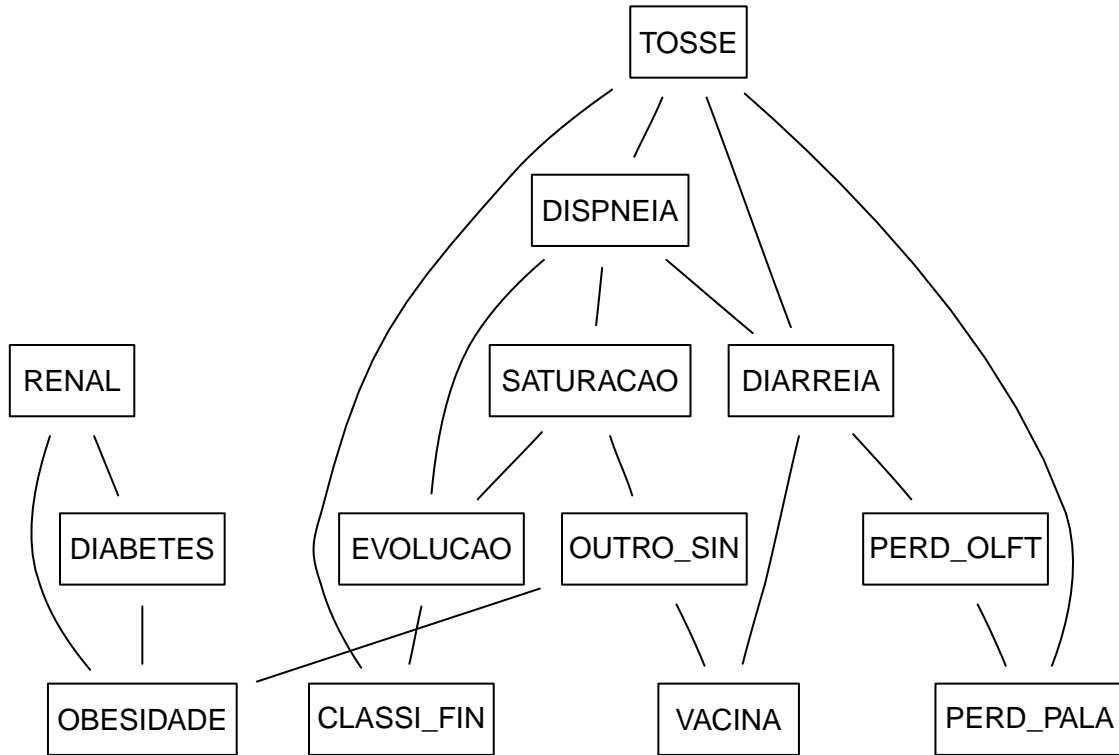 TOSSE
DISPNEIA
RENAL
SATURACAO
DIARREIA
DIABETES
EVOLUCAO
OUTRO_SIN
PERD_OLFT
OBESIDADE
CLASSI_FIN
VACINA
PERD_PALA